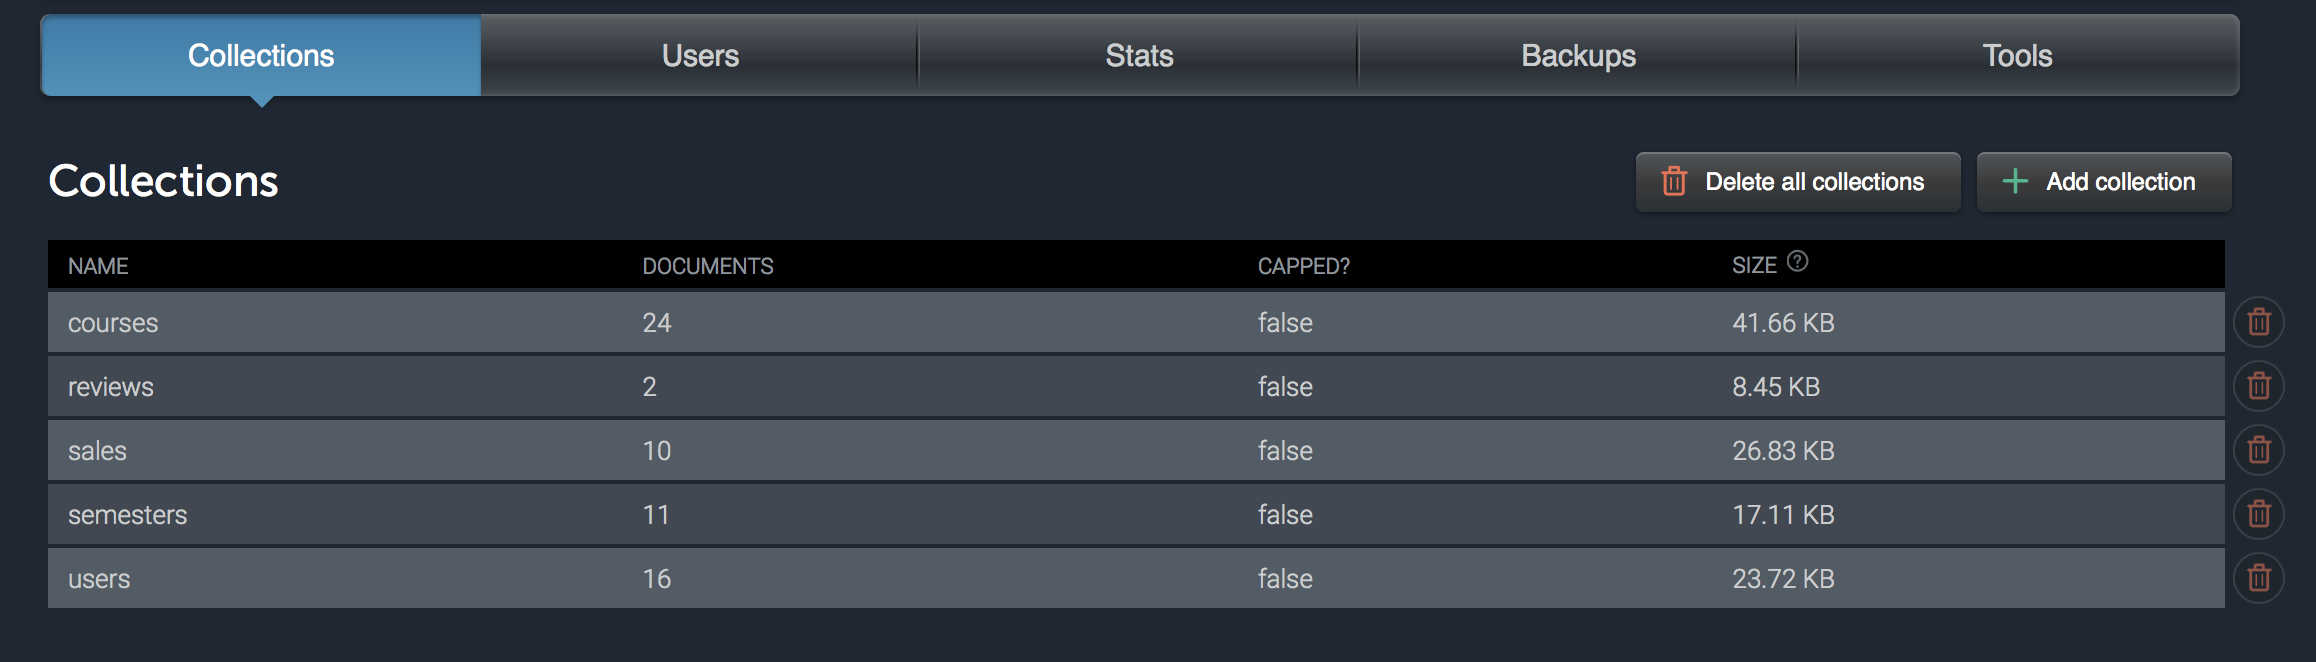 Collections Users Stats Backups Tools
Collections Delete all collections Add collection
NAME DOCUMENTS CAPPED? SIZE ?
courses 24 false 41.66 KB
reviews 2 false 8.45 KB
sales 10 false 26.83 KB
semesters 11 false 17.11 KB
users 16 false 23.72 KB